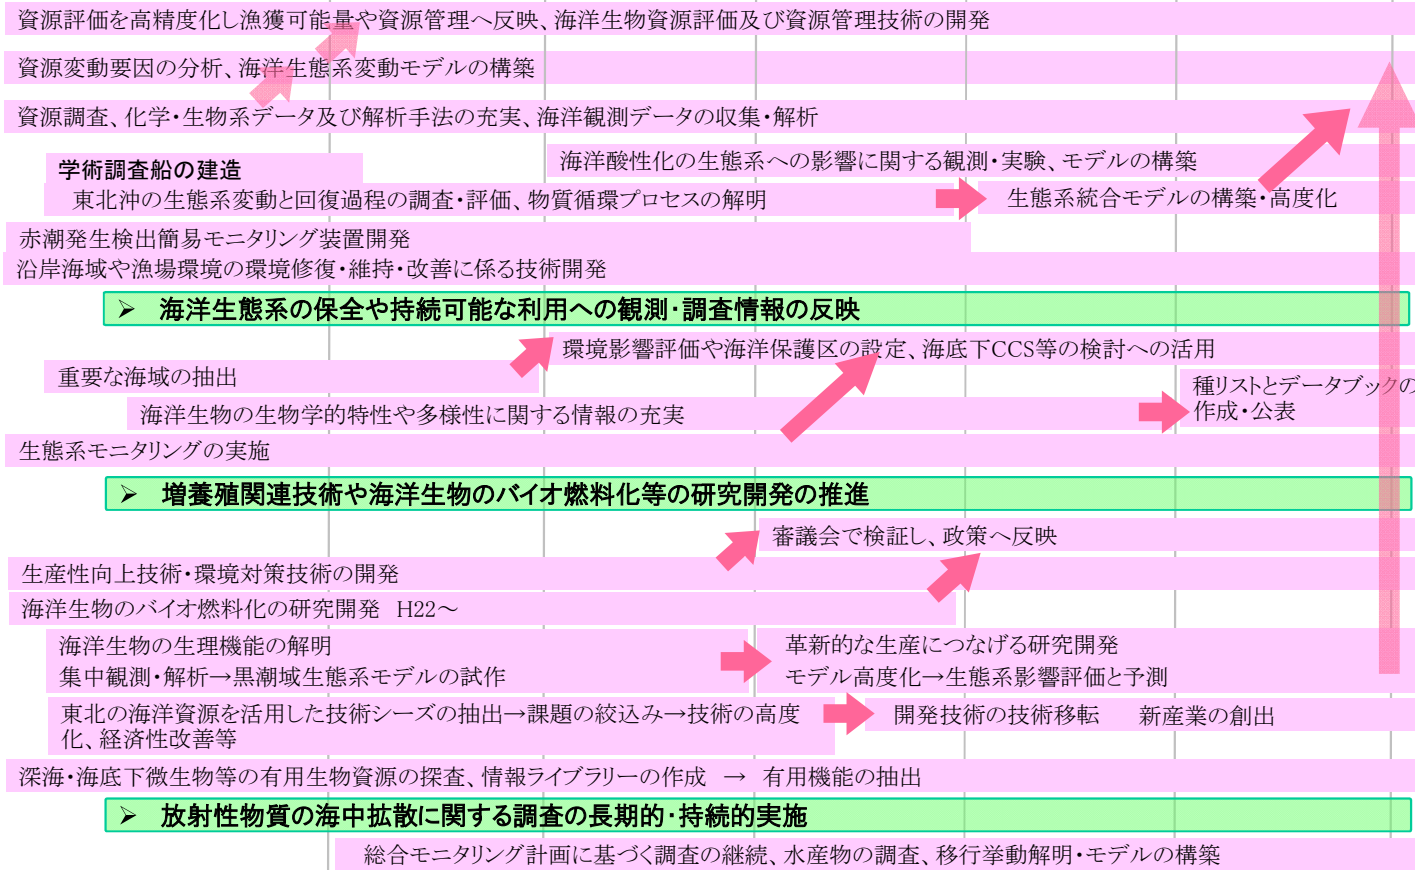 資源評価を高精度化し漁獲可能量や資源管理へ反映、海洋生物資源評価及び資源管理技術の開発
資源変動要因の分析、海洋生態系変動モデルの構築
資源調査、化学・生物系データ及び解析手法の充実、海洋観測データの収集・解析
学術調査船の建造
海洋酸性化の生態系への影響に関する観測・実験、モデルの構築
東北沖の生態系変動と回復過程の調査・評価、物質循環プロセスの解明
生態系統合モデルの構築・高度化
赤潮発生検出簡易モニタリング装置開発
沿岸海域や漁場環境の環境修復・維持・改善に係る技術開発
➢ 海洋生態系の保全や持続可能な利用への観測・調査情報の反映
環境影響評価や海洋保護区の設定、海底下CCS等の検討への活用
重要な海域の抽出
種リストとデータブックの
作成・公表
海洋生物の生物学的特性や多様性に関する情報の充実
生態系モニタリングの実施
➢ 増養殖関連技術や海洋生物のバイオ燃料化等の研究開発の推進
審議会で検証し、政策へ反映
生産性向上技術・環境対策技術の開発
海洋生物のバイオ燃料化の研究開発 H22～
海洋生物の生理機能の解明
集中観測・解析→黒潮域生態系モデルの試作
革新的な生産につなげる研究開発
モデル高度化→生態系影響評価と予測
東北の海洋資源を活用した技術シーズの抽出→課題の絞込み→技術の高度
化、経済性改善等
開発技術の技術移転 新産業の創出
深海・海底下微生物等の有用生物資源の探査、情報ライブラリーの作成 → 有用機能の抽出
➢ 放射性物質の海中拡散に関する調査の長期的・持続的実施
総合モニタリング計画に基づく調査の継続、水産物の調査、移行挙動解明・モデルの構築